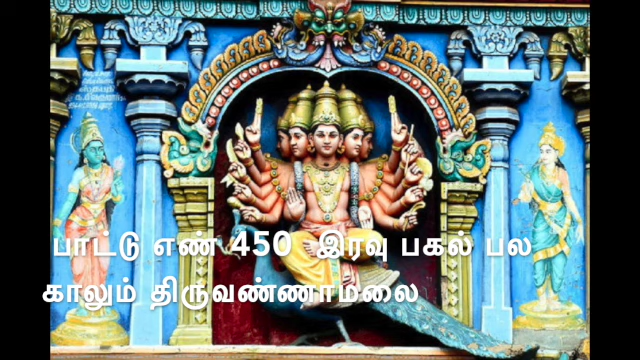 பாட்டு எண் 450 இரவு பகல் பல
காலும் திருவண்ணாமலை